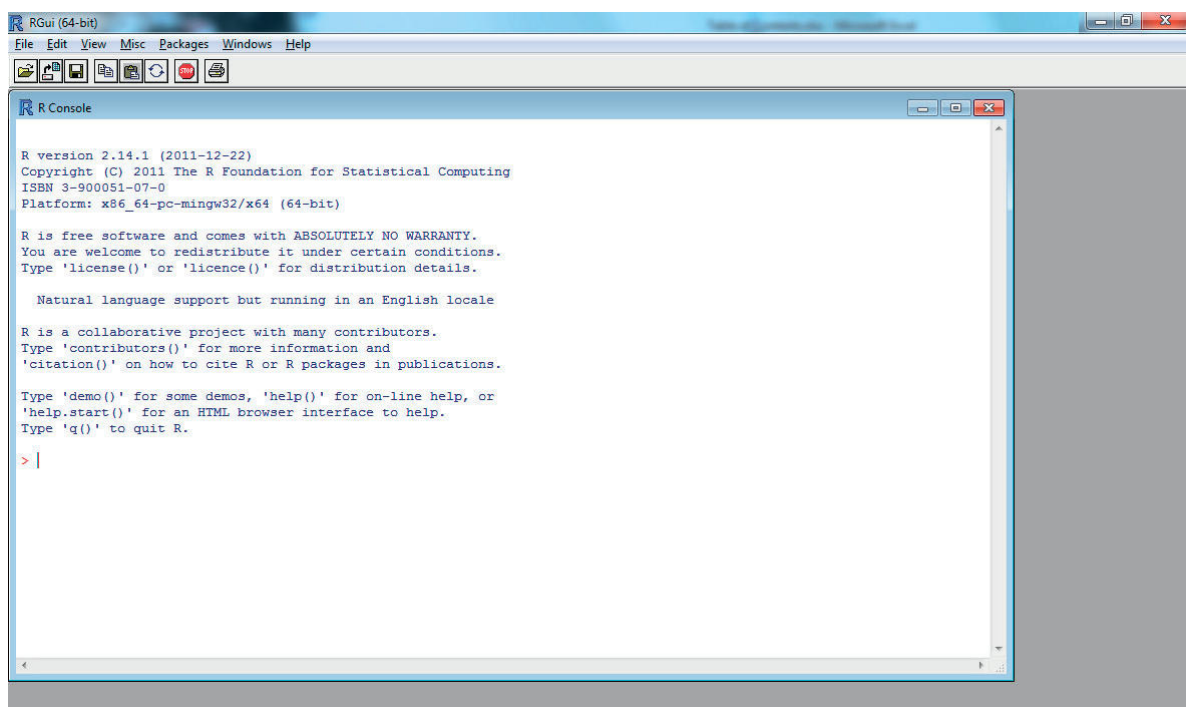 RGui (64-bit)
File Edit View Misc Packages Windows Help
STOP
R Console
R version 2.14.1 (2011-12-22)
Copyright (C) 2011 The R Foundation for Statistical Computing
ISBN 3-900051-07-0
Platform: x86_64-pc-mingw32/x64 (64-bit)
R is free software and comes with ABSOLUTELY NO WARRANTY.
You are welcome to redistribute it under certain conditions.
Type 'license()' or 'licence()' for distribution details.
Natural language support but running in an English locale
R is a collaborative project with many contributors.
Type 'contributors()' for more information and
'citation()' on how to cite R or R packages in publications.
Type 'demo()' for some demos, 'help()' for on-line help, or
'help.start()' for an HTML browser interface to help.
Type 'q()' to quit R.
>